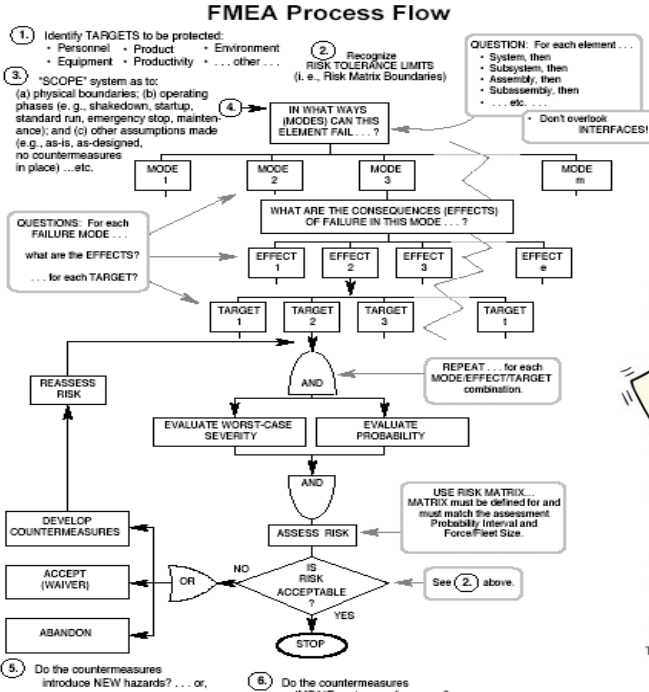 FMEA Process Flow
1. Identify TARGETS to be protected:
• Personnel • Product • Environment
• Equipment • Productivity • . . . other . . .
2. Recognize
RISK TOLERANCE LIMITS
(i. e., Risk Matrix Boundaries)
QUESTION: For each element . . .
• System, then
• Subsystem, then
• Assembly, then
• Subassembly, then
• . . . etc. . . .
• Don't overlook
INTERFACES!
3. "SCOPE" system as to:
(a) physical boundaries; (b) operating
phases (e. g., shakedown, startup,
standard run, emergency stop, mainten-
ance); and (c) other assumptions made
(e.g., as-is, as-designed,
no countermeasures
in place) ...etc.
4.
IN WHAT WAYS
(MODES) CAN THIS
ELEMENT FAIL . . . ?
MODE
1
MODE
2
MODE
3
MODE
m
WHAT ARE THE CONSEQUENCES (EFFECTS)
OF FAILURE IN THIS MODE . . . ?
QUESTIONS: For each
FAILURE MODE . . .
what are the EFFECTS?
. . . for each TARGET?
EFFECT
1
EFFECT
2
EFFECT
3
EFFECT
e
TARGET
1
TARGET
2
TARGET
3
TARGET
t
REASSESS
RISK
AND
REPEAT . . . for each
MODE/EFFECT/TARGET
combination.
EVALUATE WORST-CASE
SEVERITY
EVALUATE
PROBABILITY
AND
USE RISK MATRIX...
MATRIX must be defined for and
must match the assessment
Probability Interval and
Force/Fleet Size.
DEVELOP
COUNTERMEASURES
ASSESS RISK
ACCEPT
(WAIVER)
OR
NO
IS
RISK
ACCEPTABLE
?
See 2. above.
YES
ABANDON
STOP
5. Do the countermeasures
introduce NEW hazards? . . . or,
6. Do the countermeasures